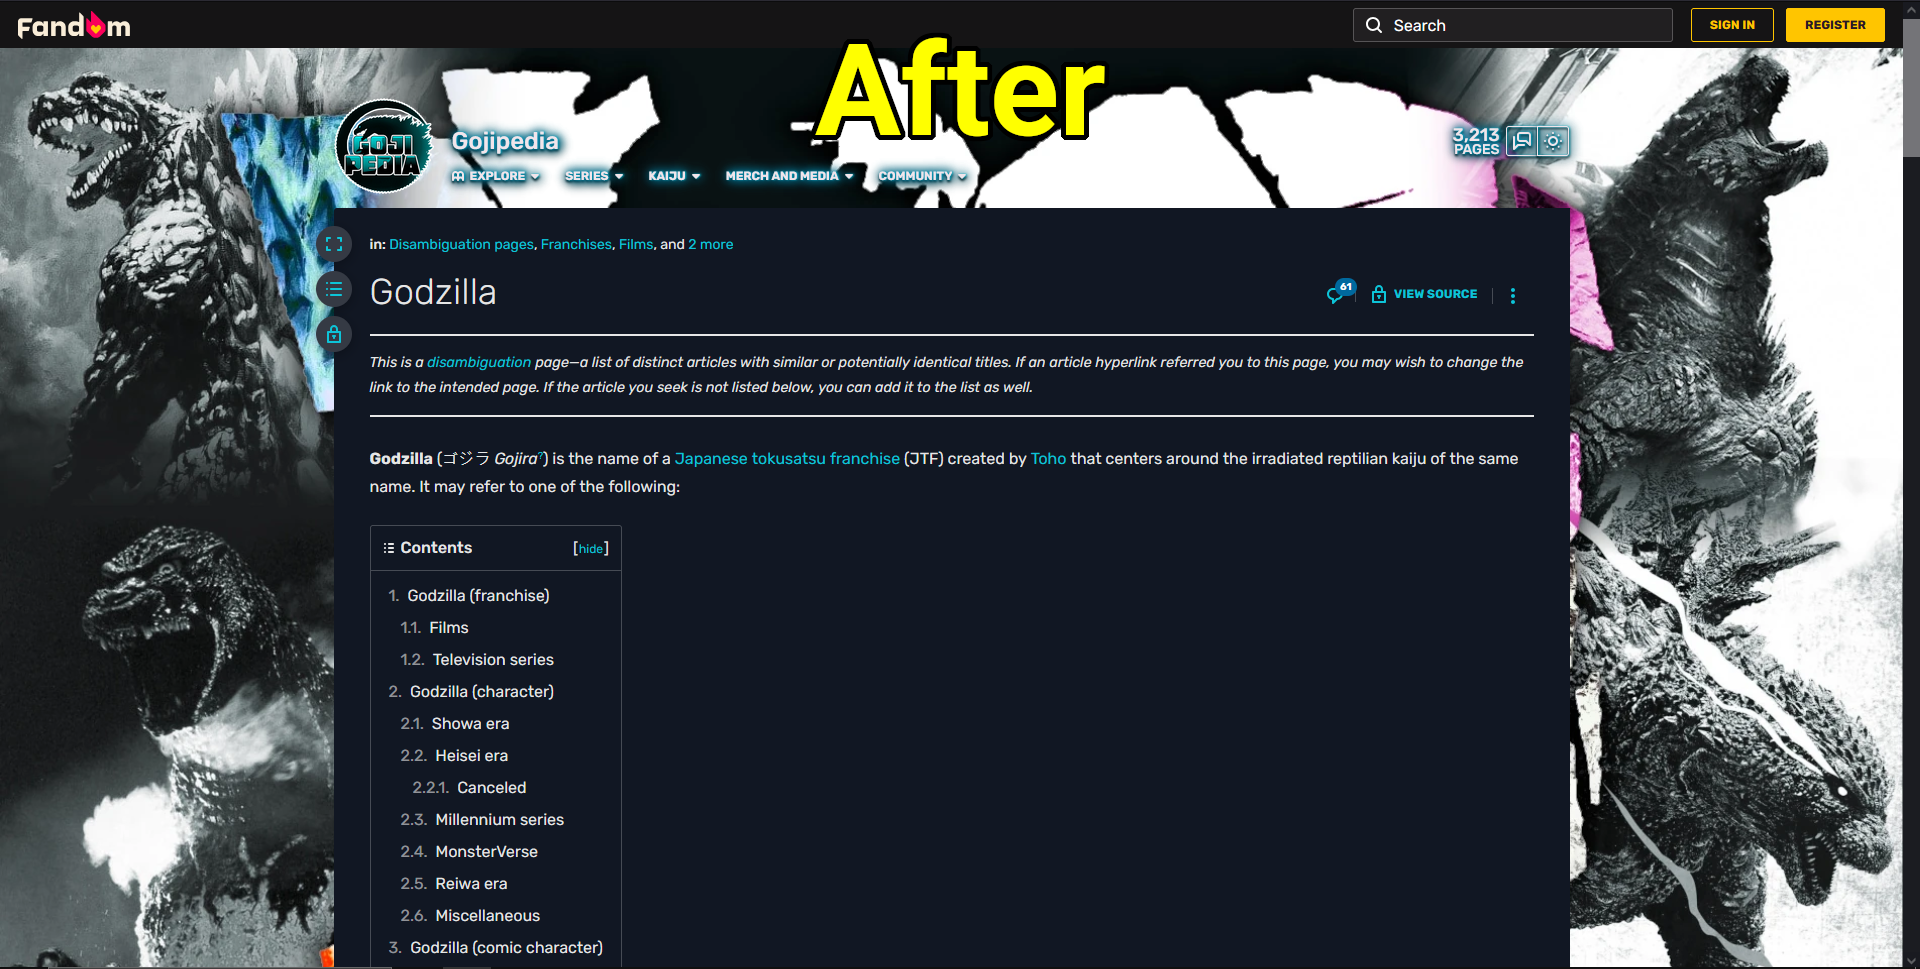 Fandom
Search
SIGN IN
REGISTER
After
GOJI
PEDIA
Gojipedia
3,213
PAGES
EXPLORE
SERIES
KAIJU
MERCH AND MEDIA
COMMUNITY
in: Disambiguation pages, Franchises, Films, and 2 more
Godzilla
61
VIEW SOURCE
This is a disambiguation page—a list of distinct articles with similar or potentially identical titles. If an article hyperlink referred you to this page, you may wish to change the
link to the intended page. If the article you seek is not listed below, you can add it to the list as well.
Godzilla (ゴジラ Gojira?) is the name of a Japanese tokusatsu franchise (JTF) created by Toho that centers around the irradiated reptilian kaiju of the same
name. It may refer to one of the following:
Contents [hide]
1. Godzilla (franchise)
1.1. Films
1.2. Television series
2. Godzilla (character)
2.1. Showa era
2.2. Heisei era
2.2.1. Canceled
2.3. Millennium series
2.4. MonsterVerse
2.5. Reiwa era
2.6. Miscellaneous
3. Godzilla (comic character)